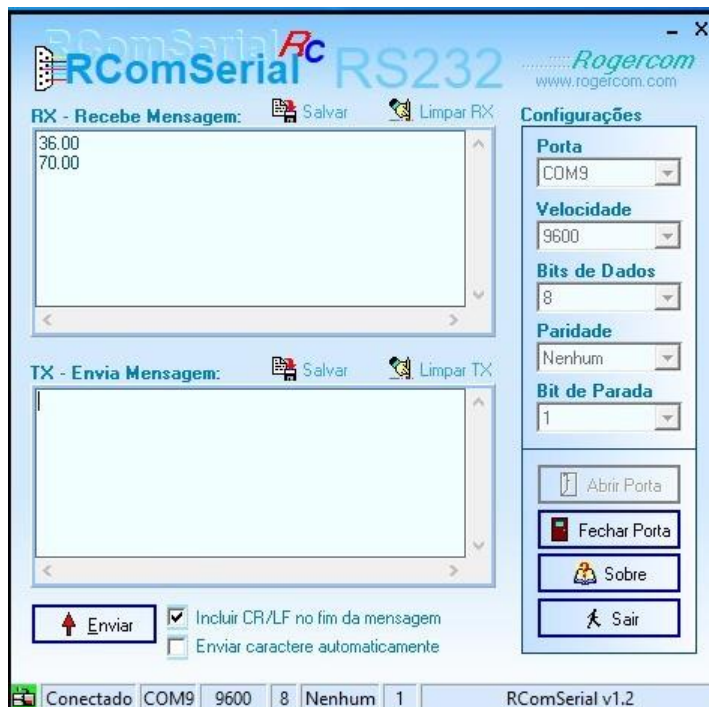 RComSerial RC RS232
Rogercom
www.rogercom.com
RX - Recebe Mensagem: Salvar Limpar RX
36.00
70.00
TX - Envia Mensagem: Salvar Limpar TX
Enviar
Incluir CR/LF no fim da mensagem
Enviar caractere automaticamente
Configurações
Porta
COM9
Velocidade
9600
Bits de Dados
8
Paridade
Nenhum
Bit de Parada
1
Abrir Porta
Fechar Porta
Sobre
Sair
Conectado COM9 9600 8 Nenhum 1 RComSerial v1.2